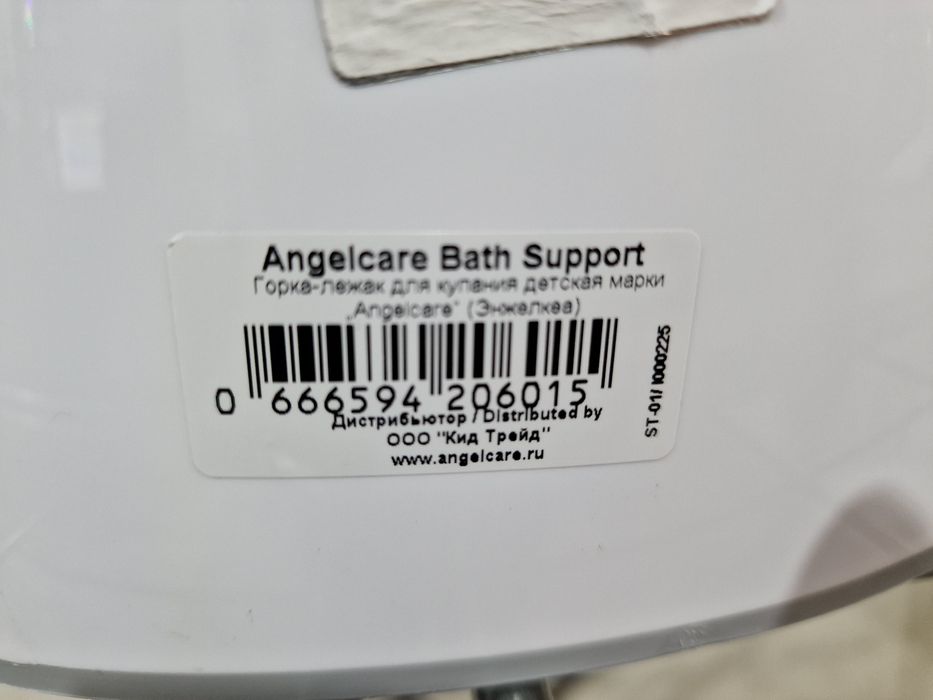 Angelcare Bath Support
Горка-лежак для купания детская марки
„Angelcare“ (Энжелкеа)
0 666594 206015
Дистрибьютор / Distributed by
ООО "Кид Трейд"
www.angelcare.ru
ST-01/ I000225